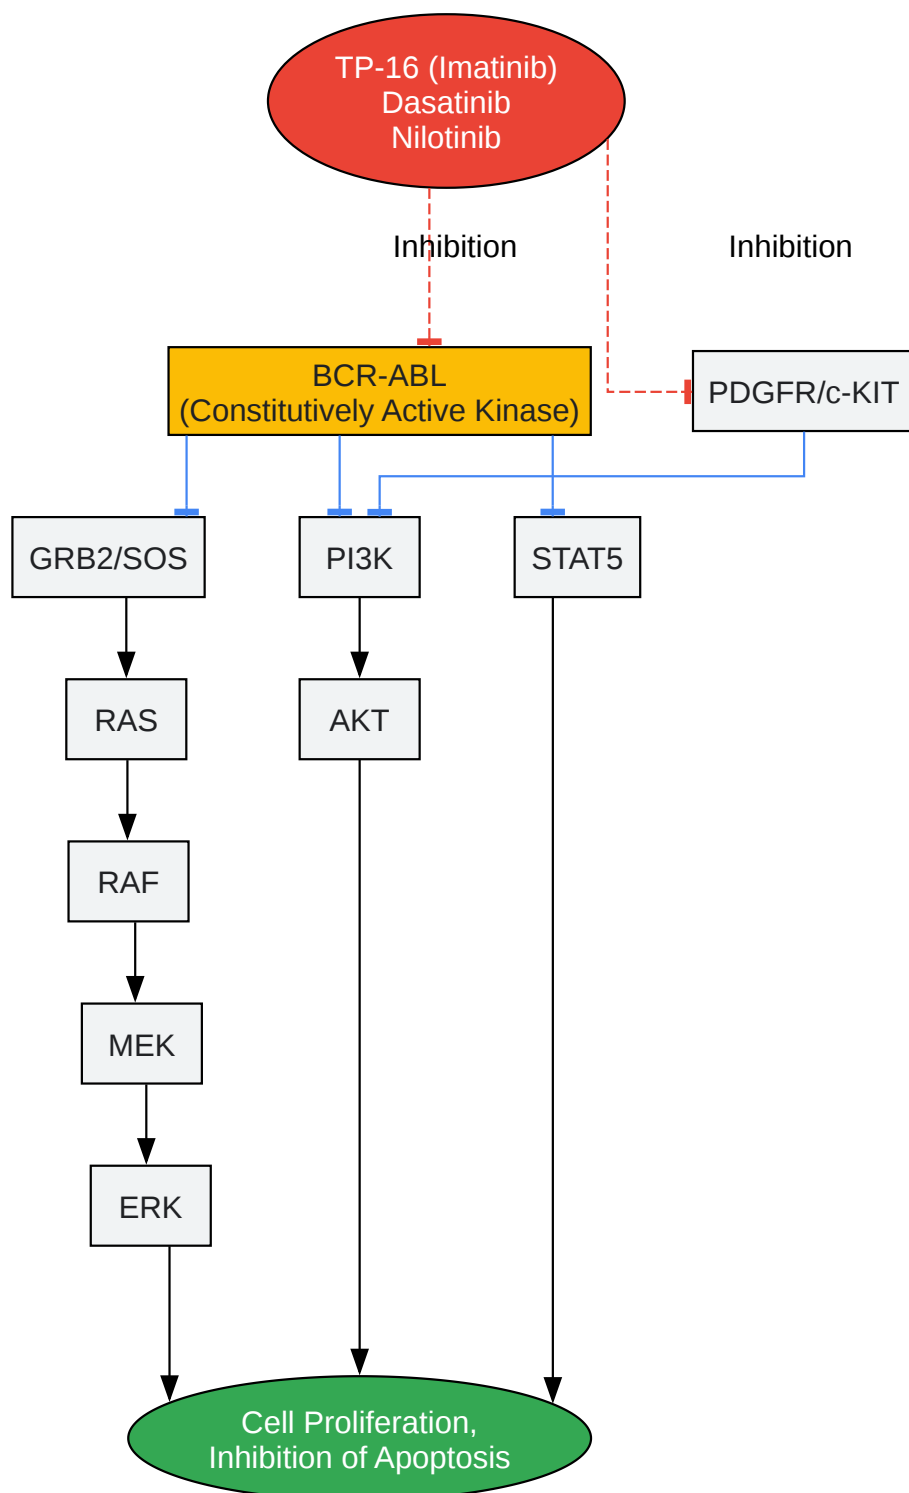 TP-16 (Imatinib)
Dasatinib
Nilotinib
Inhibition
Inhibition
BCR-ABL
(Constitutively Active Kinase)
PDGFR/c-KIT
GRB2/SOS
PI3K
STAT5
RAS
AKT
RAF
MEK
ERK
Cell Proliferation,
Inhibition of Apoptosis